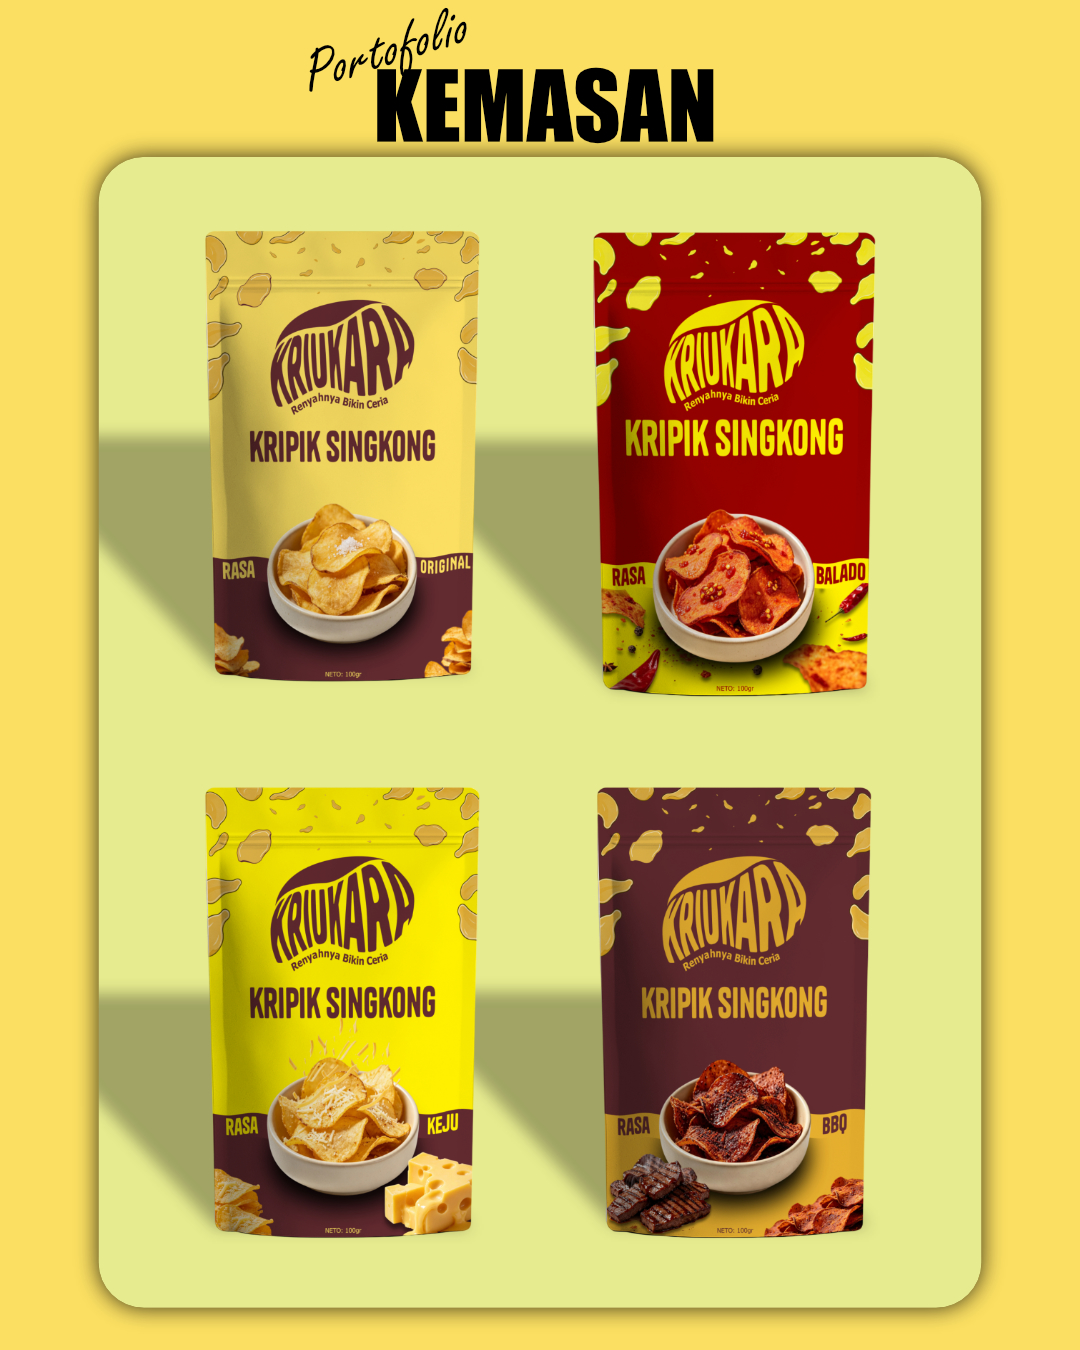 Portofolio
KEMASAN
KRIUKARA
Renyahnya Bikin Ceria
KRIPIK SINGKONG
RASA ORIGINAL
NETO: 100gr
KRIUKARA
Renyahnya Bikin Ceria
KRIPIK SINGKONG
RASA BALADO
NETO: 100gr
KRIUKARA
Renyahnya Bikin Ceria
KRIPIK SINGKONG
RASA KEJU
NETO: 100gr
KRIUKARA
Renyahnya Bikin Ceria
KRIPIK SINGKONG
RASA BBQ
NETO: 100gr